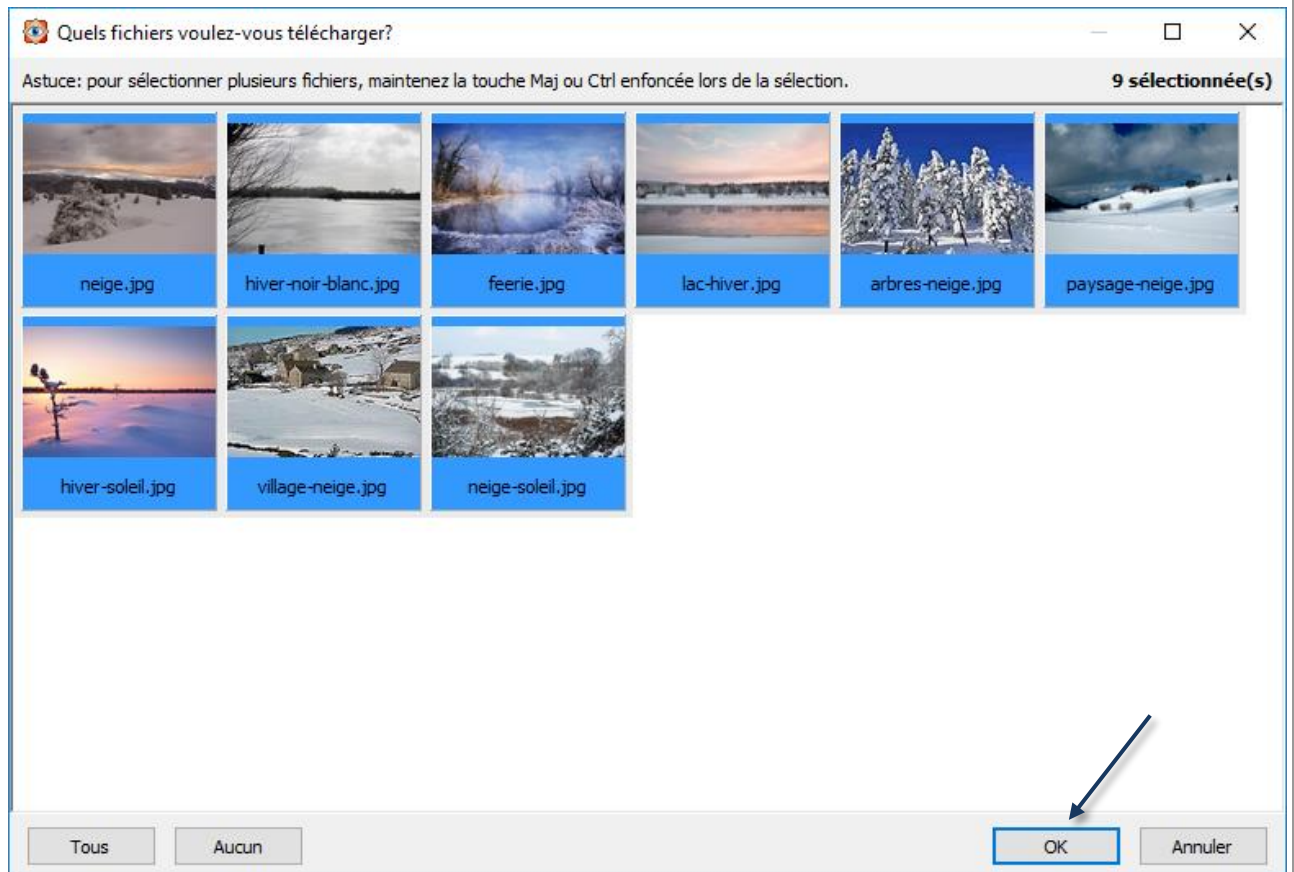 Quels fichiers voulez-vous télécharger?
Astuce: pour sélectionner plusieurs fichiers, maintenez la touche Maj ou Ctrl enfoncée lors de la sélection. 9 sélectionnée(s)
neige.jpg hiver-noir-blanc.jpg feerie.jpg lac-hiver.jpg arbres-neige.jpg paysage-neige.jpg
hiver-soleil.jpg village-neige.jpg neige-soleil.jpg
Tous Aucun OK Annuler